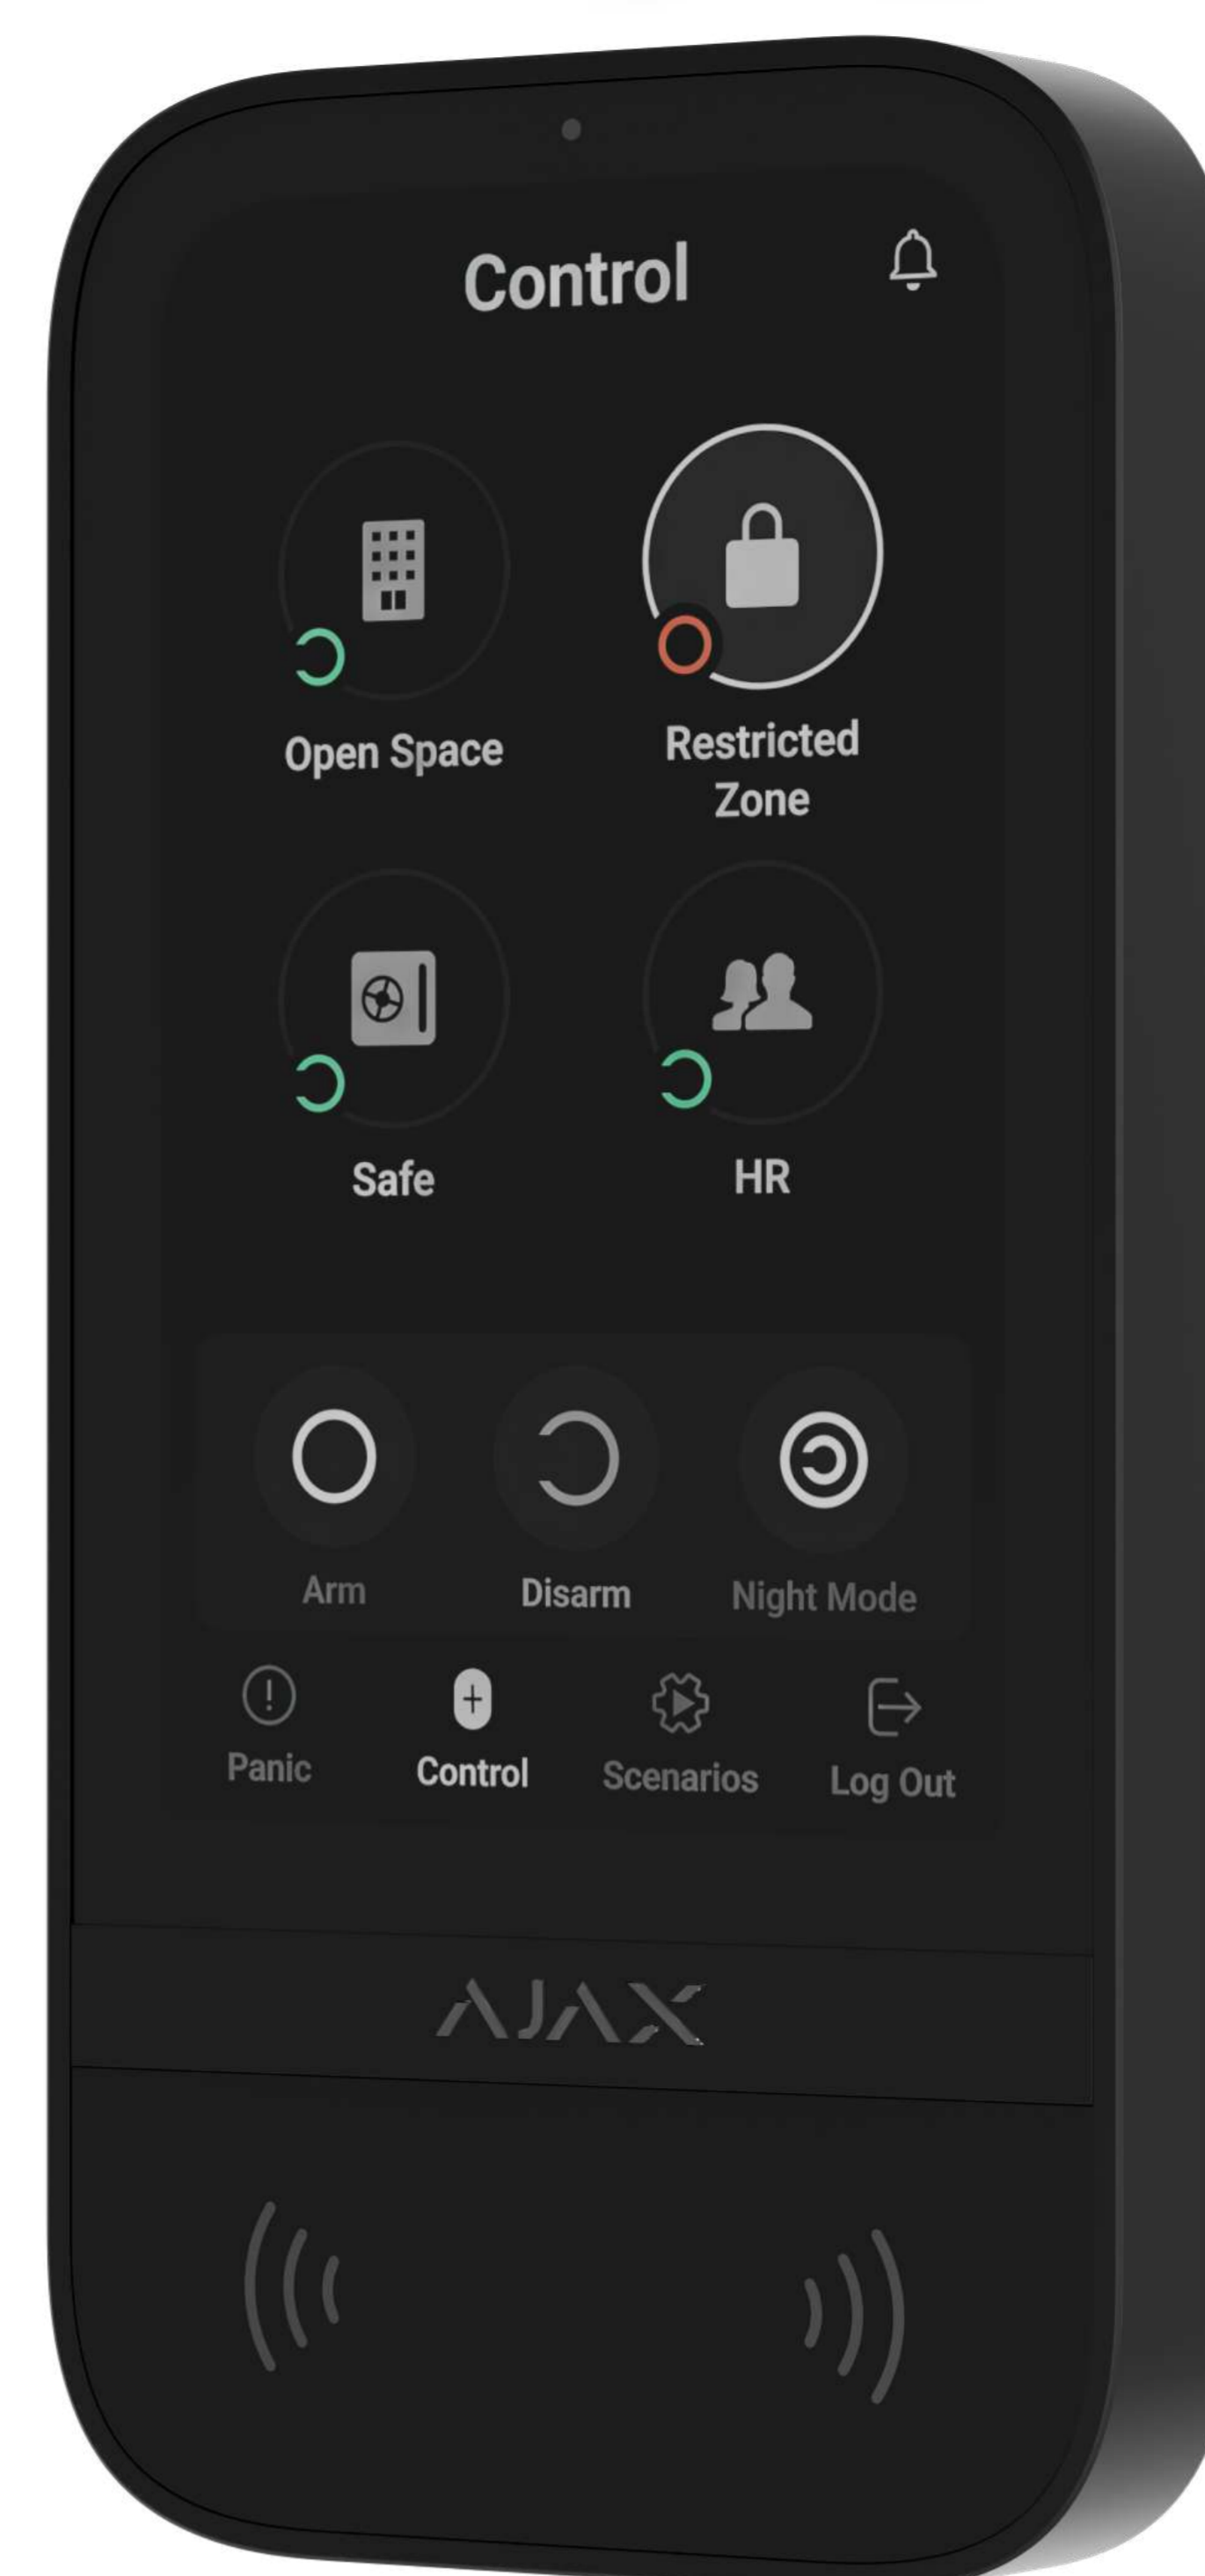 Control
Open Space
Restricted
Zone
Safe
HR
Arm
Disarm
Night Mode
Panic
Control
Scenarios
Log Out
AJAX